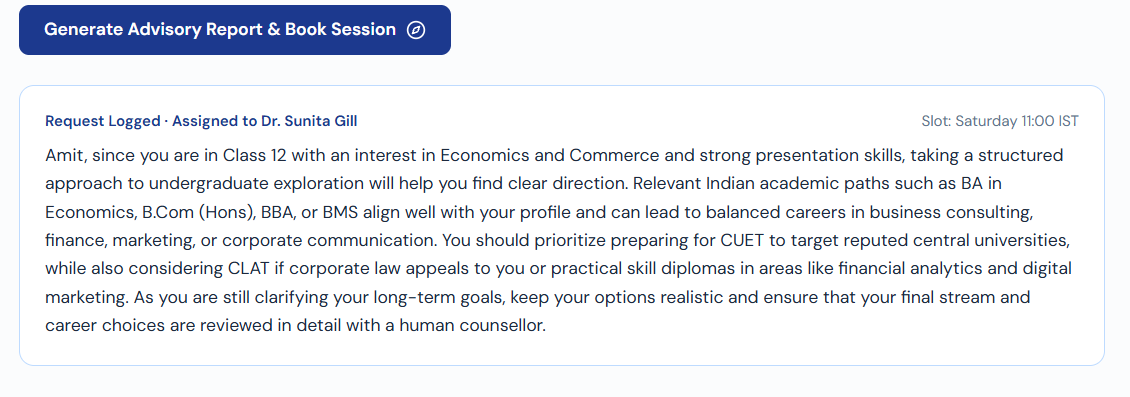 Generate Advisory Report & Book Session
Request Logged · Assigned to Dr. Sunita Gill
Slot: Saturday 11:00 IST
Amit, since you are in Class 12 with an interest in Economics and Commerce and strong presentation skills, taking a structured
approach to undergraduate exploration will help you find clear direction. Relevant Indian academic paths such as BA in
Economics, B.Com (Hons), BBA, or BMS align well with your profile and can lead to balanced careers in business consulting,
finance, marketing, or corporate communication. You should prioritize preparing for CUET to target reputed central universities,
while also considering CLAT if corporate law appeals to you or practical skill diplomas in areas like financial analytics and digital
marketing. As you are still clarifying your long-term goals, keep your options realistic and ensure that your final stream and
career choices are reviewed in detail with a human counsellor.